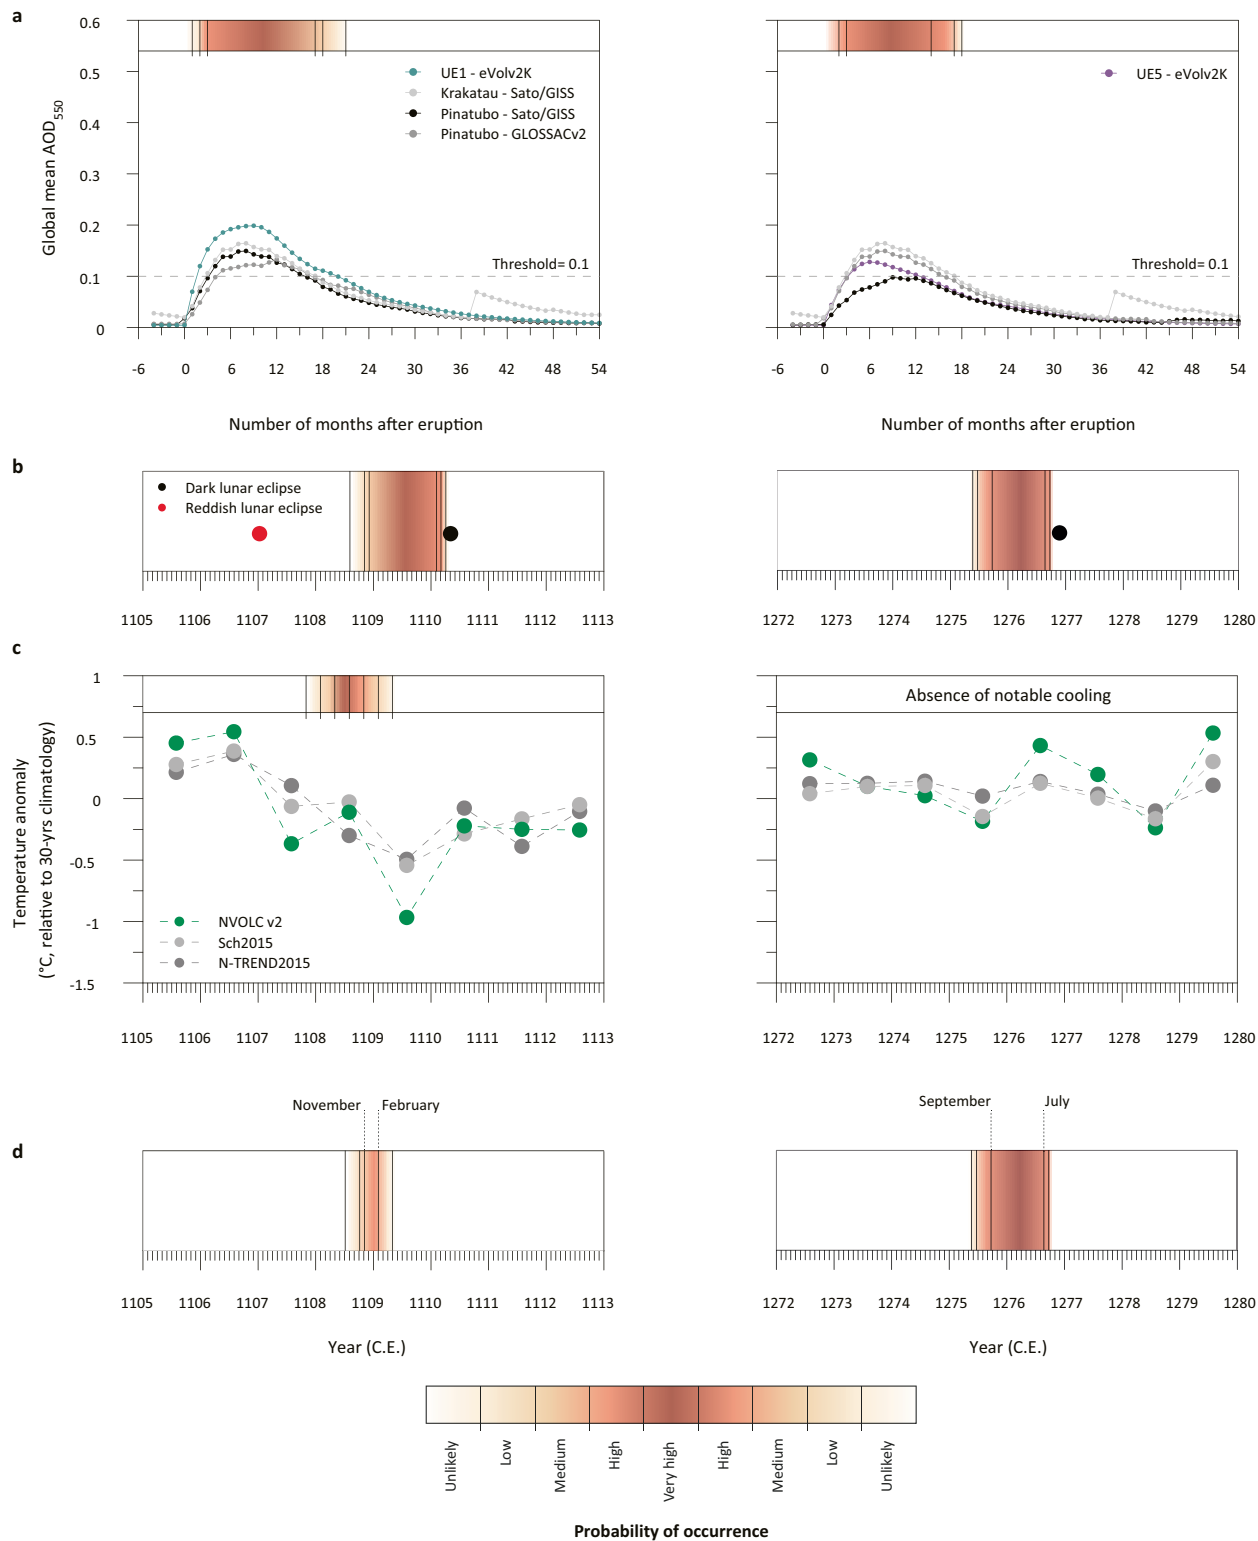 a
0.6
0.5
0.4
0.3
0.2
0.1
0
Global mean AOD550
UE1 - eVolv2K
Krakatau - Sato/GISS
Pinatubo - Sato/GISS
Pinatubo - GLOSSACv2
Threshold= 0.1
-6 0 6 12 18 24 30 36 42 48 54
Number of months after eruption
UE5 - eVolv2K
Threshold= 0.1
-6 0 6 12 18 24 30 36 42 48 54
Number of months after eruption
b
Dark lunar eclipse
Reddish lunar eclipse
1105 1106 1107 1108 1109 1110 1111 1112 1113
1272 1273 1274 1275 1276 1277 1278 1279 1280
c
1
0.5
0
-0.5
-1
-1.5
Temperature anomaly
(°C, relative to 30-yrs climatology)
NVOLC v2
Sch2015
N-TREND2015
1105 1106 1107 1108 1109 1110 1111 1112 1113
Absence of notable cooling
1272 1273 1274 1275 1276 1277 1278 1279 1280
d
November February
1105 1106 1107 1108 1109 1110 1111 1112 1113
Year (C.E.)
September July
1272 1273 1274 1275 1276 1277 1278 1279 1280
Year (C.E.)
Unlikely
Low
Medium
High
Very high
High
Medium
Low
Unlikely
Probability of occurrence